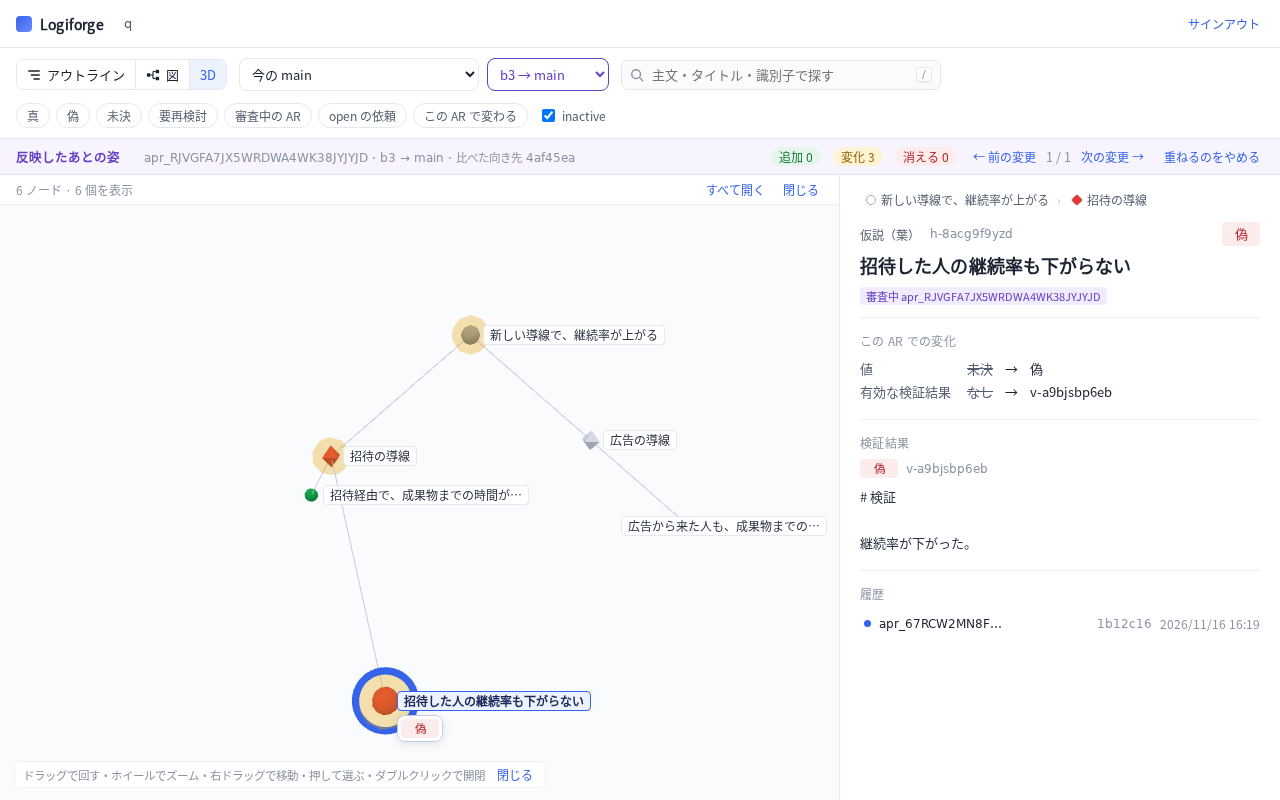 Logiforge q サインアウト
アウトライン 図 3D 今の main b3 → main 主文・タイトル・識別子で探す /
真 偽 未決 要再検討 審査中の AR open の依頼 この AR で変わる inactive
反映したあとの姿 apr_RJVGFA7JX5WRDWA4WK38JYJYJD · b3 → main · 比べた向き先 4af45ea 追加 0 変化 3 消える 0 ← 前の変更 1 / 1 次の変更 → 重ねるのをやめる
6 ノード · 6 個を表示 すべて開く 閉じる
新しい導線で、継続率が上がる
招待の導線
広告の導線
招待経由で、成果物までの時間が…
広告から来た人も、成果物までの…
招待した人の継続率も下がらない
偽
ドラッグで回す・ホイールでズーム・右ドラッグで移動・押して選ぶ・ダブルクリックで開閉 閉じる
新しい導線で、継続率が上がる › 招待の導線
仮説（葉） h-8acg9f9yzd 偽
招待した人の継続率も下がらない
審査中 apr_RJVGFA7JX5WRDWA4WK38JYJYJD
この AR での変化
値 未決 → 偽
有効な検証結果 なし → v-a9bjsbp6eb
検証結果
偽 v-a9bjsbp6eb
# 検証
継続率が下がった。
履歴
apr_67RCW2MN8F… 1b12c16 2026/11/16 16:19